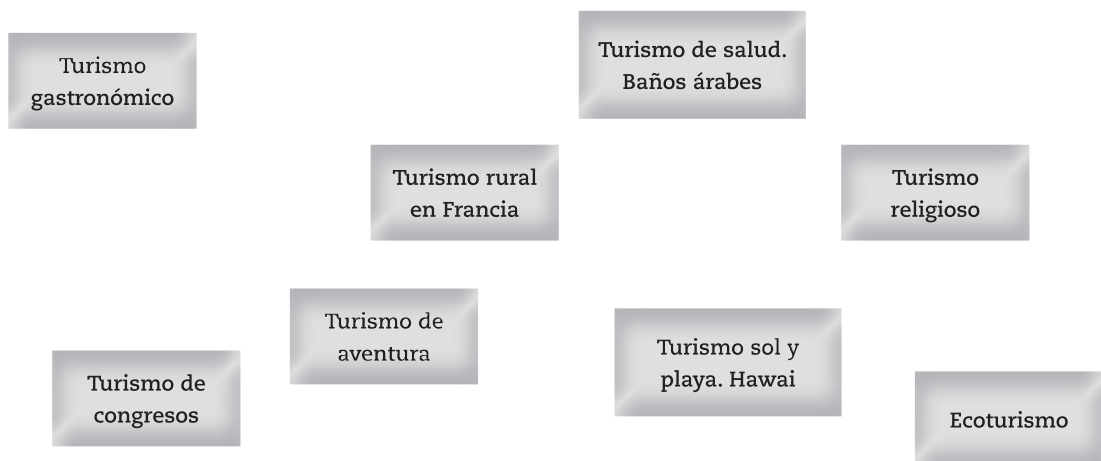 Turismo
gastronómico
Turismo de salud.
Baños árabes
Turismo rural
en Francia
Turismo
religioso
Turismo de
aventura
Turismo sol y
playa. Hawai
Turismo de
congresos
Ecoturismo